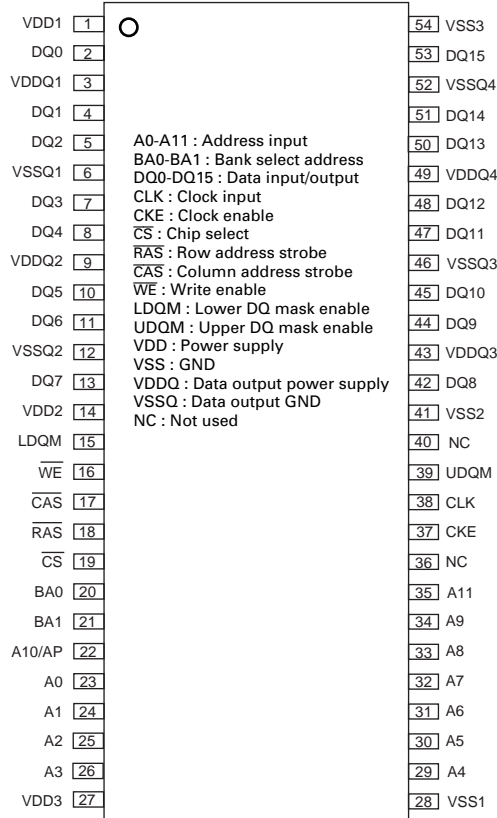 VDD1 1
DQ0 2
VDDQ1 3
DQ1 4
DQ2 5
VSSQ1 6
DQ3 7
DQ4 8
VDDQ2 9
DQ5 10
DQ6 11
VSSQ2 12
DQ7 13
VDD2 14
LDQM 15
WE 16
CAS 17
RAS 18
CS 19
BA0 20
BA1 21
A10/AP 22
A0 23
A1 24
A2 25
A3 26
VDD3 27
A0-A11 : Address input
BA0-BA1 : Bank select address
DQ0-DQ15 : Data input/output
CLK : Clock input
CKE : Clock enable
CS : Chip select
RAS : Row address strobe
CAS : Column address strobe
WE : Write enable
LDQM : Lower DQ mask enable
UDQM : Upper DQ mask enable
VDD : Power supply
VSS : GND
VDDQ : Data output power supply
VSSQ : Data output GND
NC : Not used
54 VSS3
53 DQ15
52 VSSQ4
51 DQ14
50 DQ13
49 VDDQ4
48 DQ12
47 DQ11
46 VSSQ3
45 DQ10
44 DQ9
43 VDDQ3
42 DQ8
41 VSS2
40 NC
39 UDQM
38 CLK
37 CKE
36 NC
35 A11
34 A9
33 A8
32 A7
31 A6
30 A5
29 A4
28 VSS1